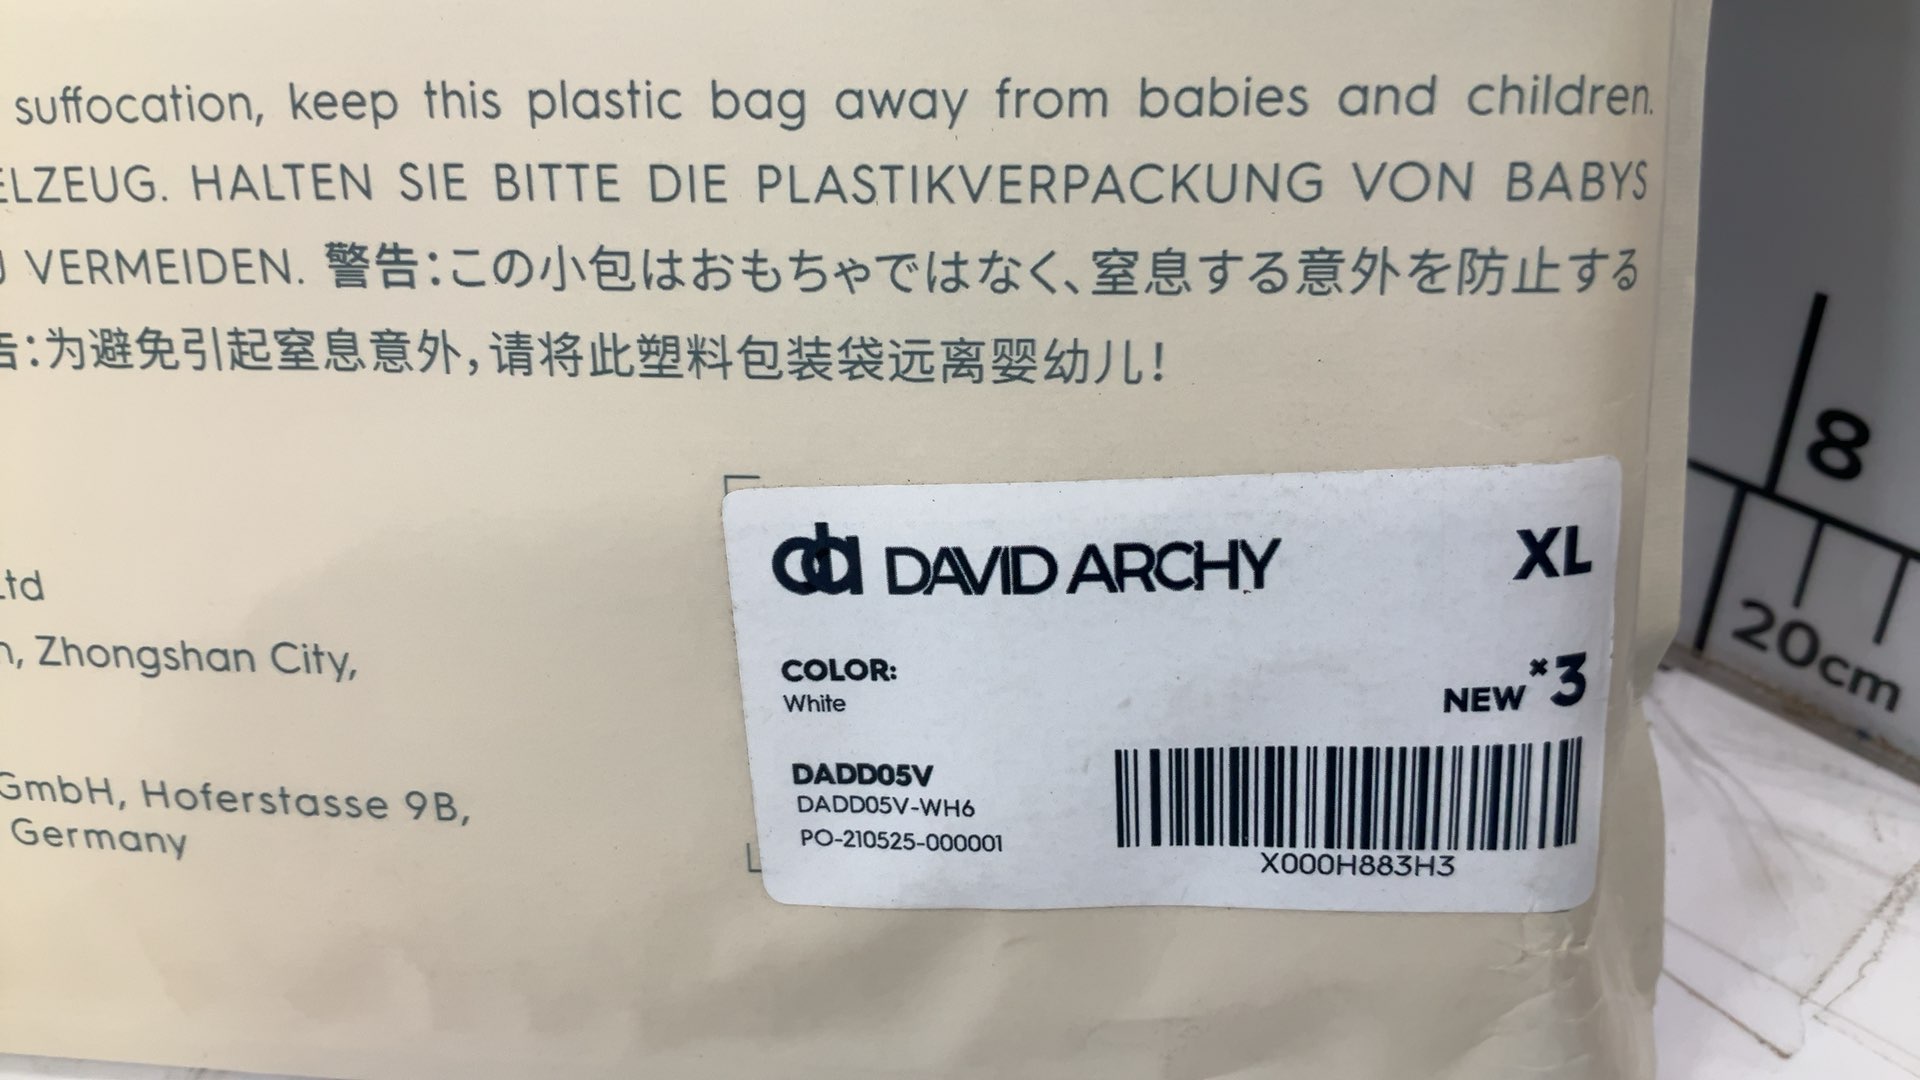 suffocation, keep this plastic bag away from babies and children.
ELZEUG. HALTEN SIE BITTE DIE PLASTIKVERPACKUNG VON BABYS
VERMEIDEN. 警告:この小包はおもちゃではなく、窒息する意外を防止する
告:为避免引起窒息意外,请将此塑料包装袋远离婴幼儿!
Ltd
Zhongshan City,
GmbH, Hoferstasse 9B,
Germany
da DAVID ARCHY
XL
COLOR:
White
NEW *3
DADD05V
DADD05V-WH6
PO-210525-000001
X000H883H3
8
20cm